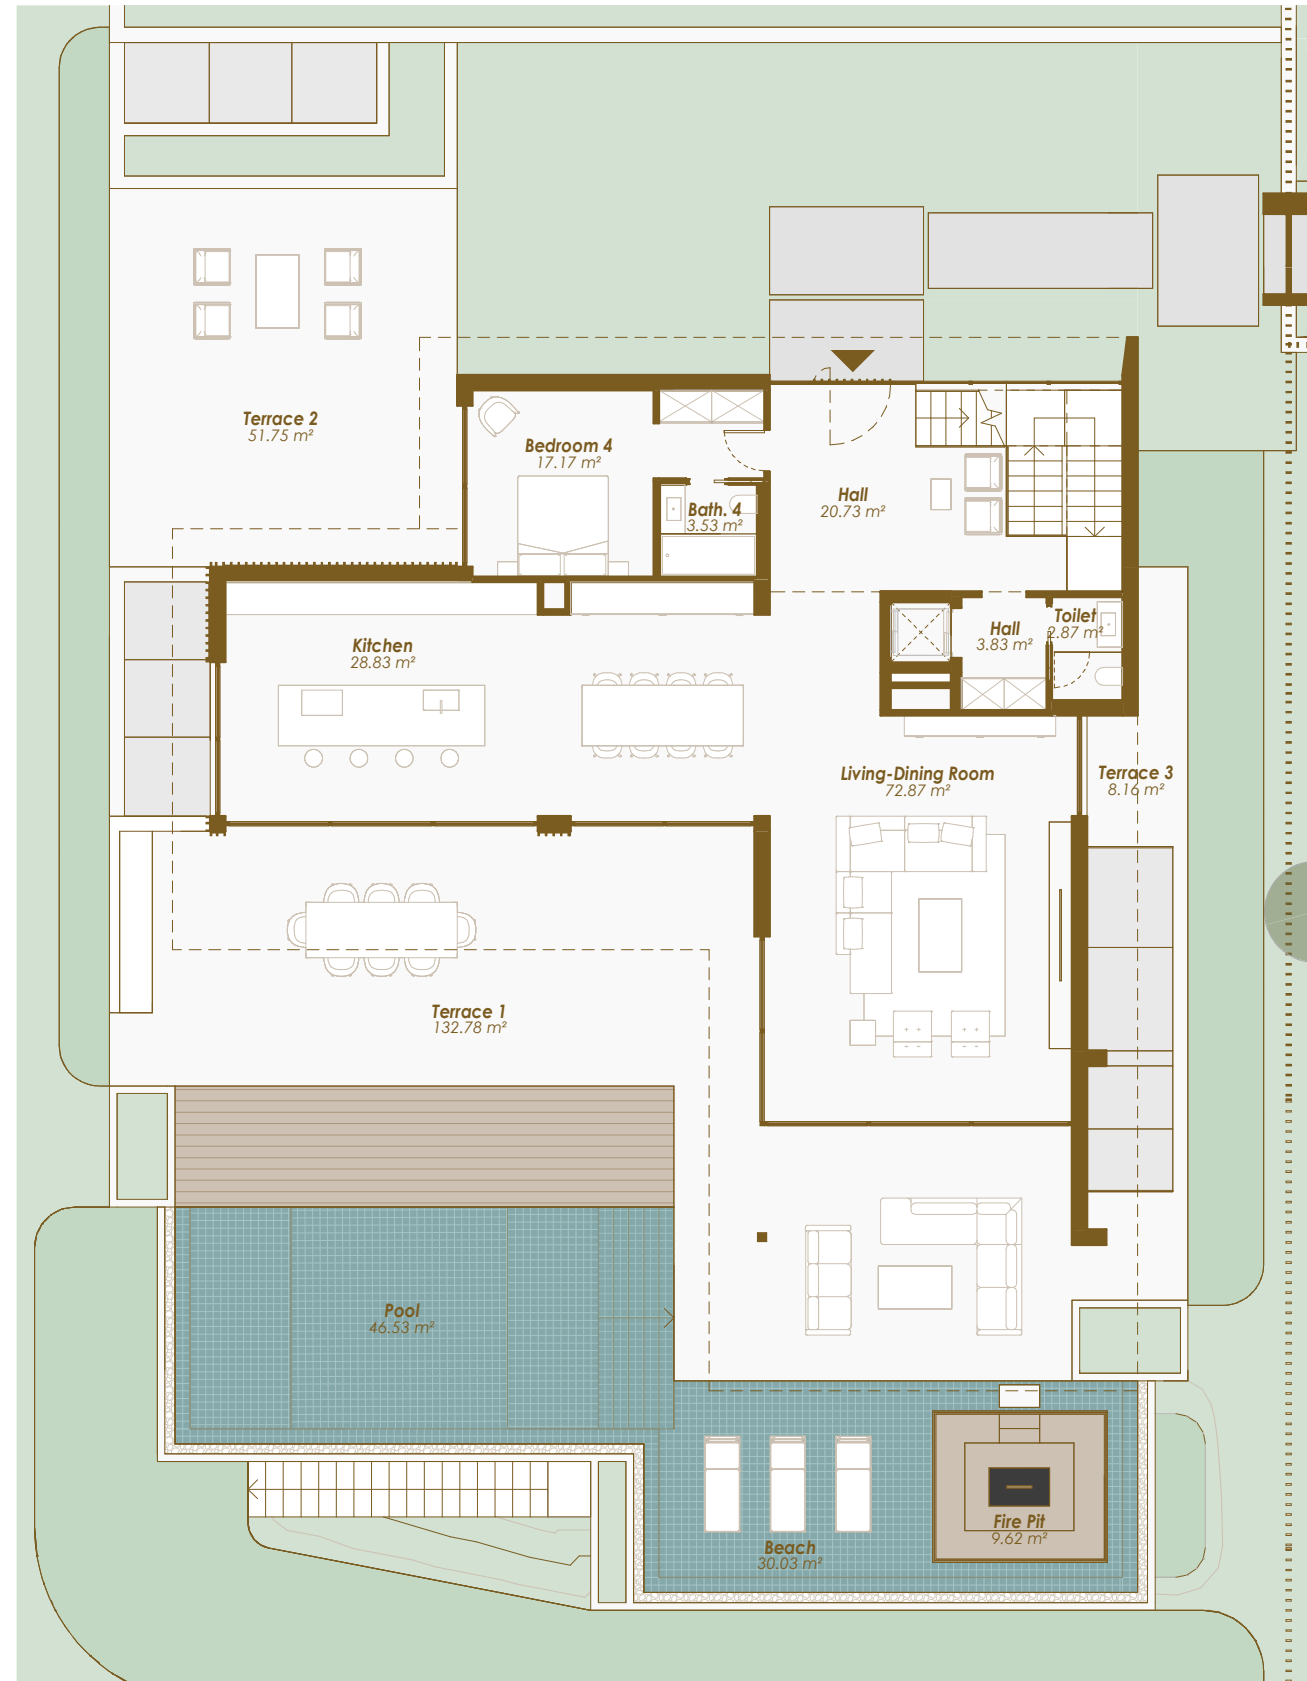 Terrace 2
51.75 m²
Bedroom 4
17.17 m²
Bath. 4
3.53 m²
Hall
20.73 m²
Kitchen
28.83 m²
Hall
3.83 m²
Toilet
2.87 m²
Living-Dining Room
72.87 m²
Terrace 3
8.16 m²
Terrace 1
132.78 m²
Pool
46.53 m²
Fire Pit
9.62 m²
Beach
30.03 m²